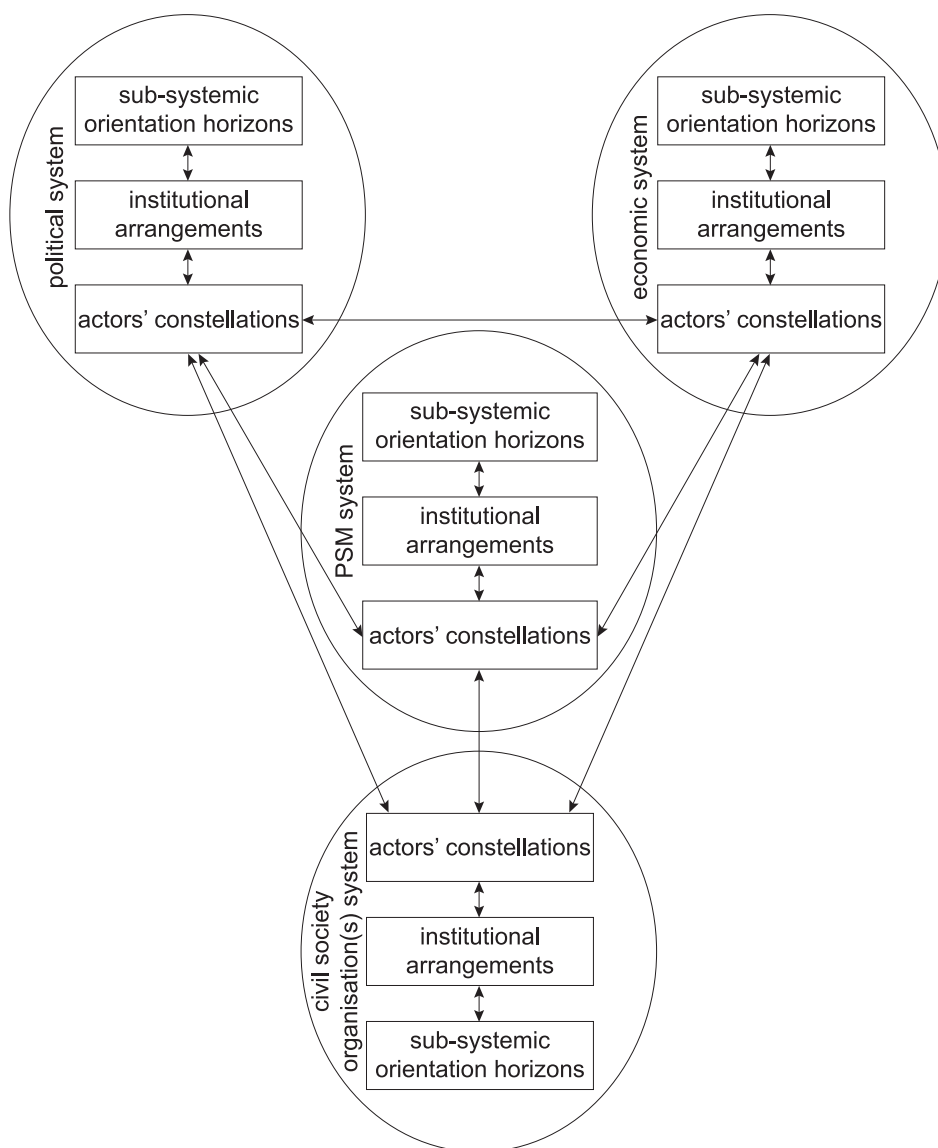 political system
sub-systemic
orientation horizons
institutional
arrangements
actors’ constellations
economic system
sub-systemic
orientation horizons
institutional
arrangements
actors’ constellations
PSM system
sub-systemic
orientation horizons
institutional
arrangements
actors’ constellations
civil society
organisation(s) system
actors’ constellations
institutional
arrangements
sub-systemic
orientation horizons